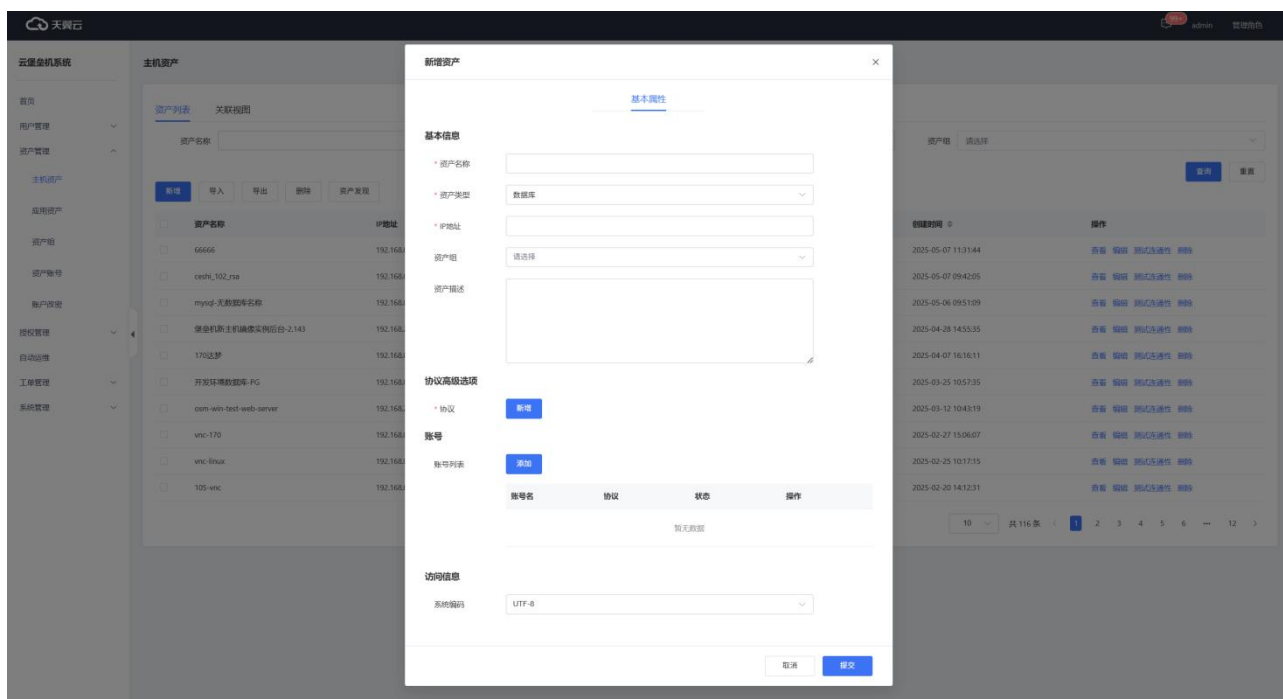 天翼云
99+ admin 管理角色
云堡垒机系统
首页
用户管理
资产管理
主机资产
应用资产
资产组
资产账号
账户改密
授权管理
自动运维
工单管理
系统管理
主机资产
资产列表 关联视图
资产名称
资产组 请选择
查询 重置
新增 导入 导出 删除 资产发现
资产名称 IP地址 创建时间 操作
66666 192.168. 2025-05-07 11:31:44 查看 编辑 测试连通性 删除
ceshi_102_rsa 192.168. 2025-05-07 09:42:05 查看 编辑 测试连通性 删除
mysql-无数据库名称 192.168. 2025-05-06 09:51:09 查看 编辑 测试连通性 删除
堡垒机新主机镜像实例后台-2.143 192.168. 2025-04-28 14:55:35 查看 编辑 测试连通性 删除
170达梦 192.168. 2025-04-07 16:16:11 查看 编辑 测试连通性 删除
开发环境数据库-PG 192.168. 2025-03-25 10:57:35 查看 编辑 测试连通性 删除
osm-win-test-web-server 192.168. 2025-03-12 10:43:19 查看 编辑 测试连通性 删除
vnc-170 192.168. 2025-02-27 15:06:07 查看 编辑 测试连通性 删除
vnc-linux 192.168. 2025-02-25 10:17:15 查看 编辑 测试连通性 删除
105-vnc 192.168. 2025-02-20 14:12:31 查看 编辑 测试连通性 删除
10 共 116 条 1 2 3 4 5 6 ··· 12
新增资产
基本属性
基本信息
* 资产名称
* 资产类型 数据库
* IP地址
资产组 请选择
资产描述
协议高级选项
* 协议 新增
账号
账号列表 添加
账号名 协议 状态 操作
暂无数据
访问信息
系统编码 UTF-8
取消 提交